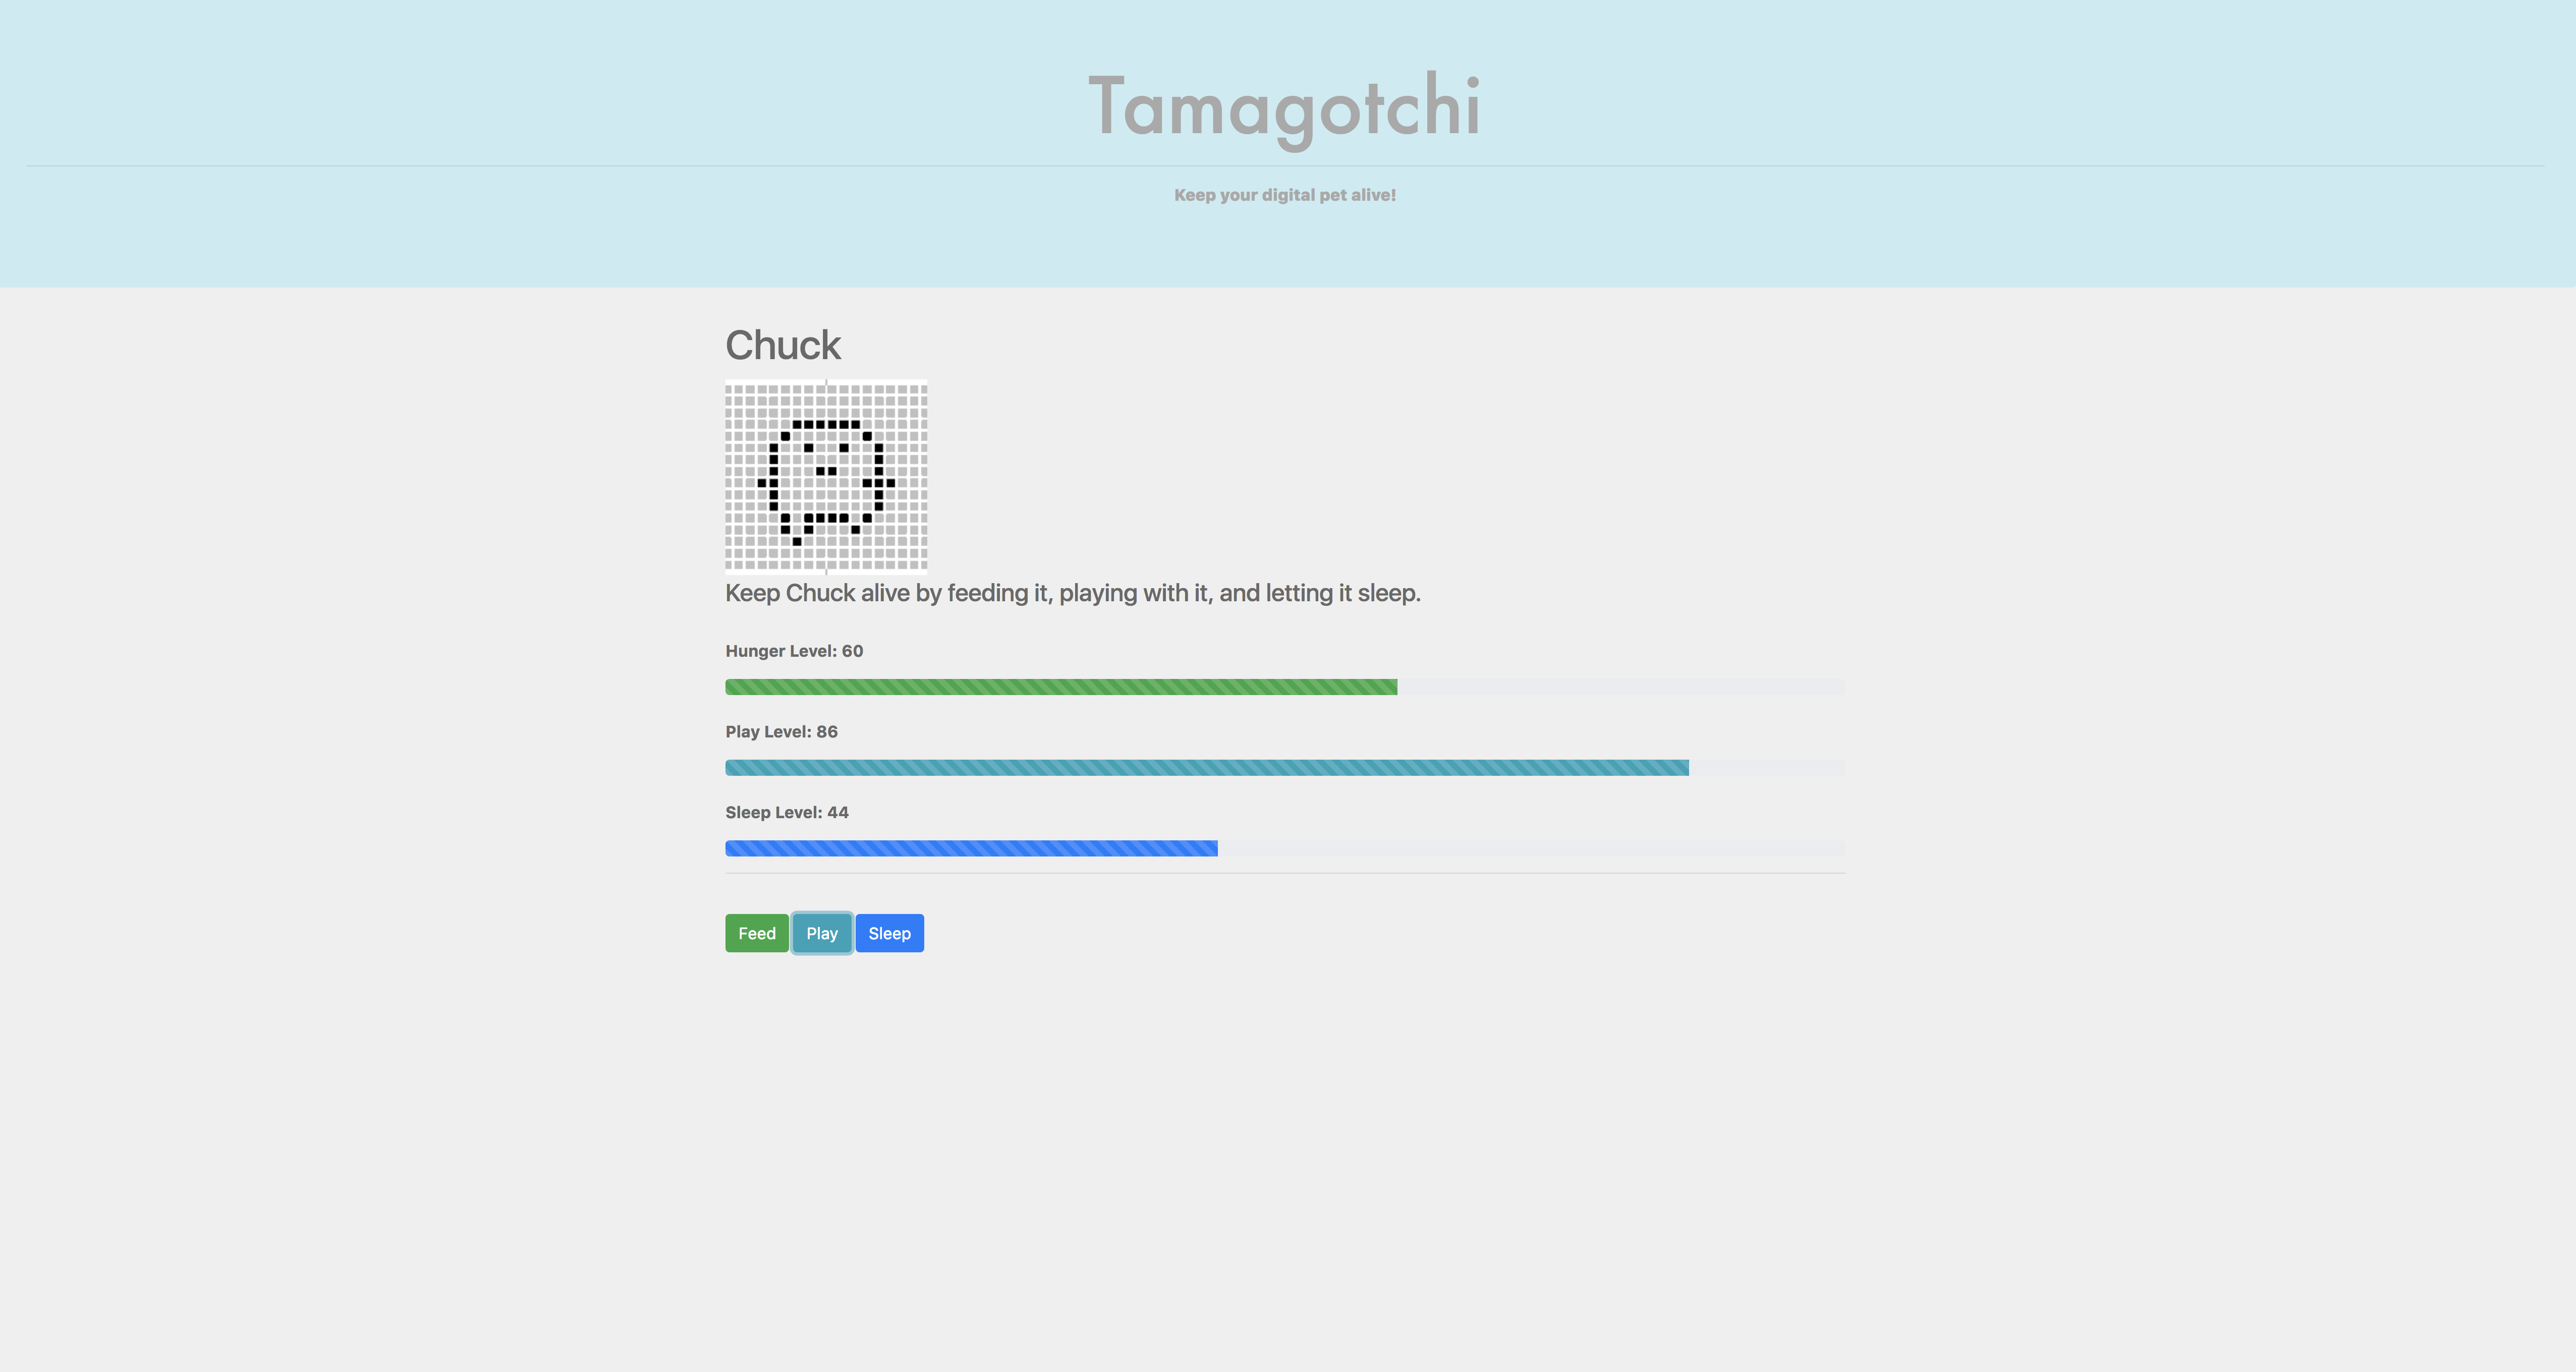 Tamagotchi
Keep your digital pet alive!
Chuck
Keep Chuck alive by feeding it, playing with it, and letting it sleep.
Hunger Level: 60
Play Level: 86
Sleep Level: 44
Feed Play Sleep